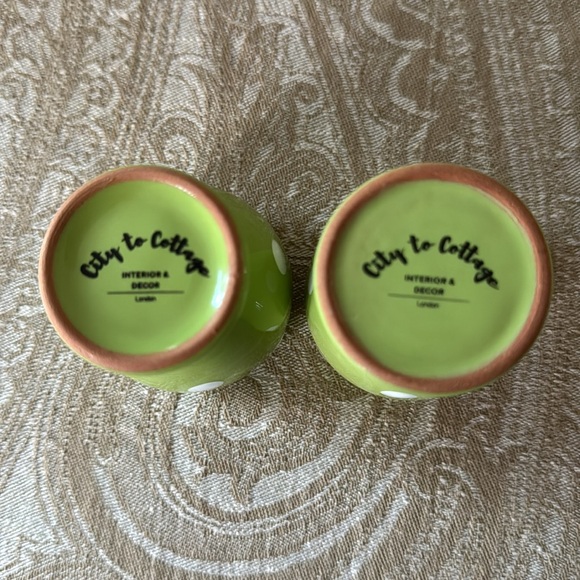 City to Cottage
INTERIOR &
DECOR
London
City to Cottage
INTERIOR &
DECOR
London